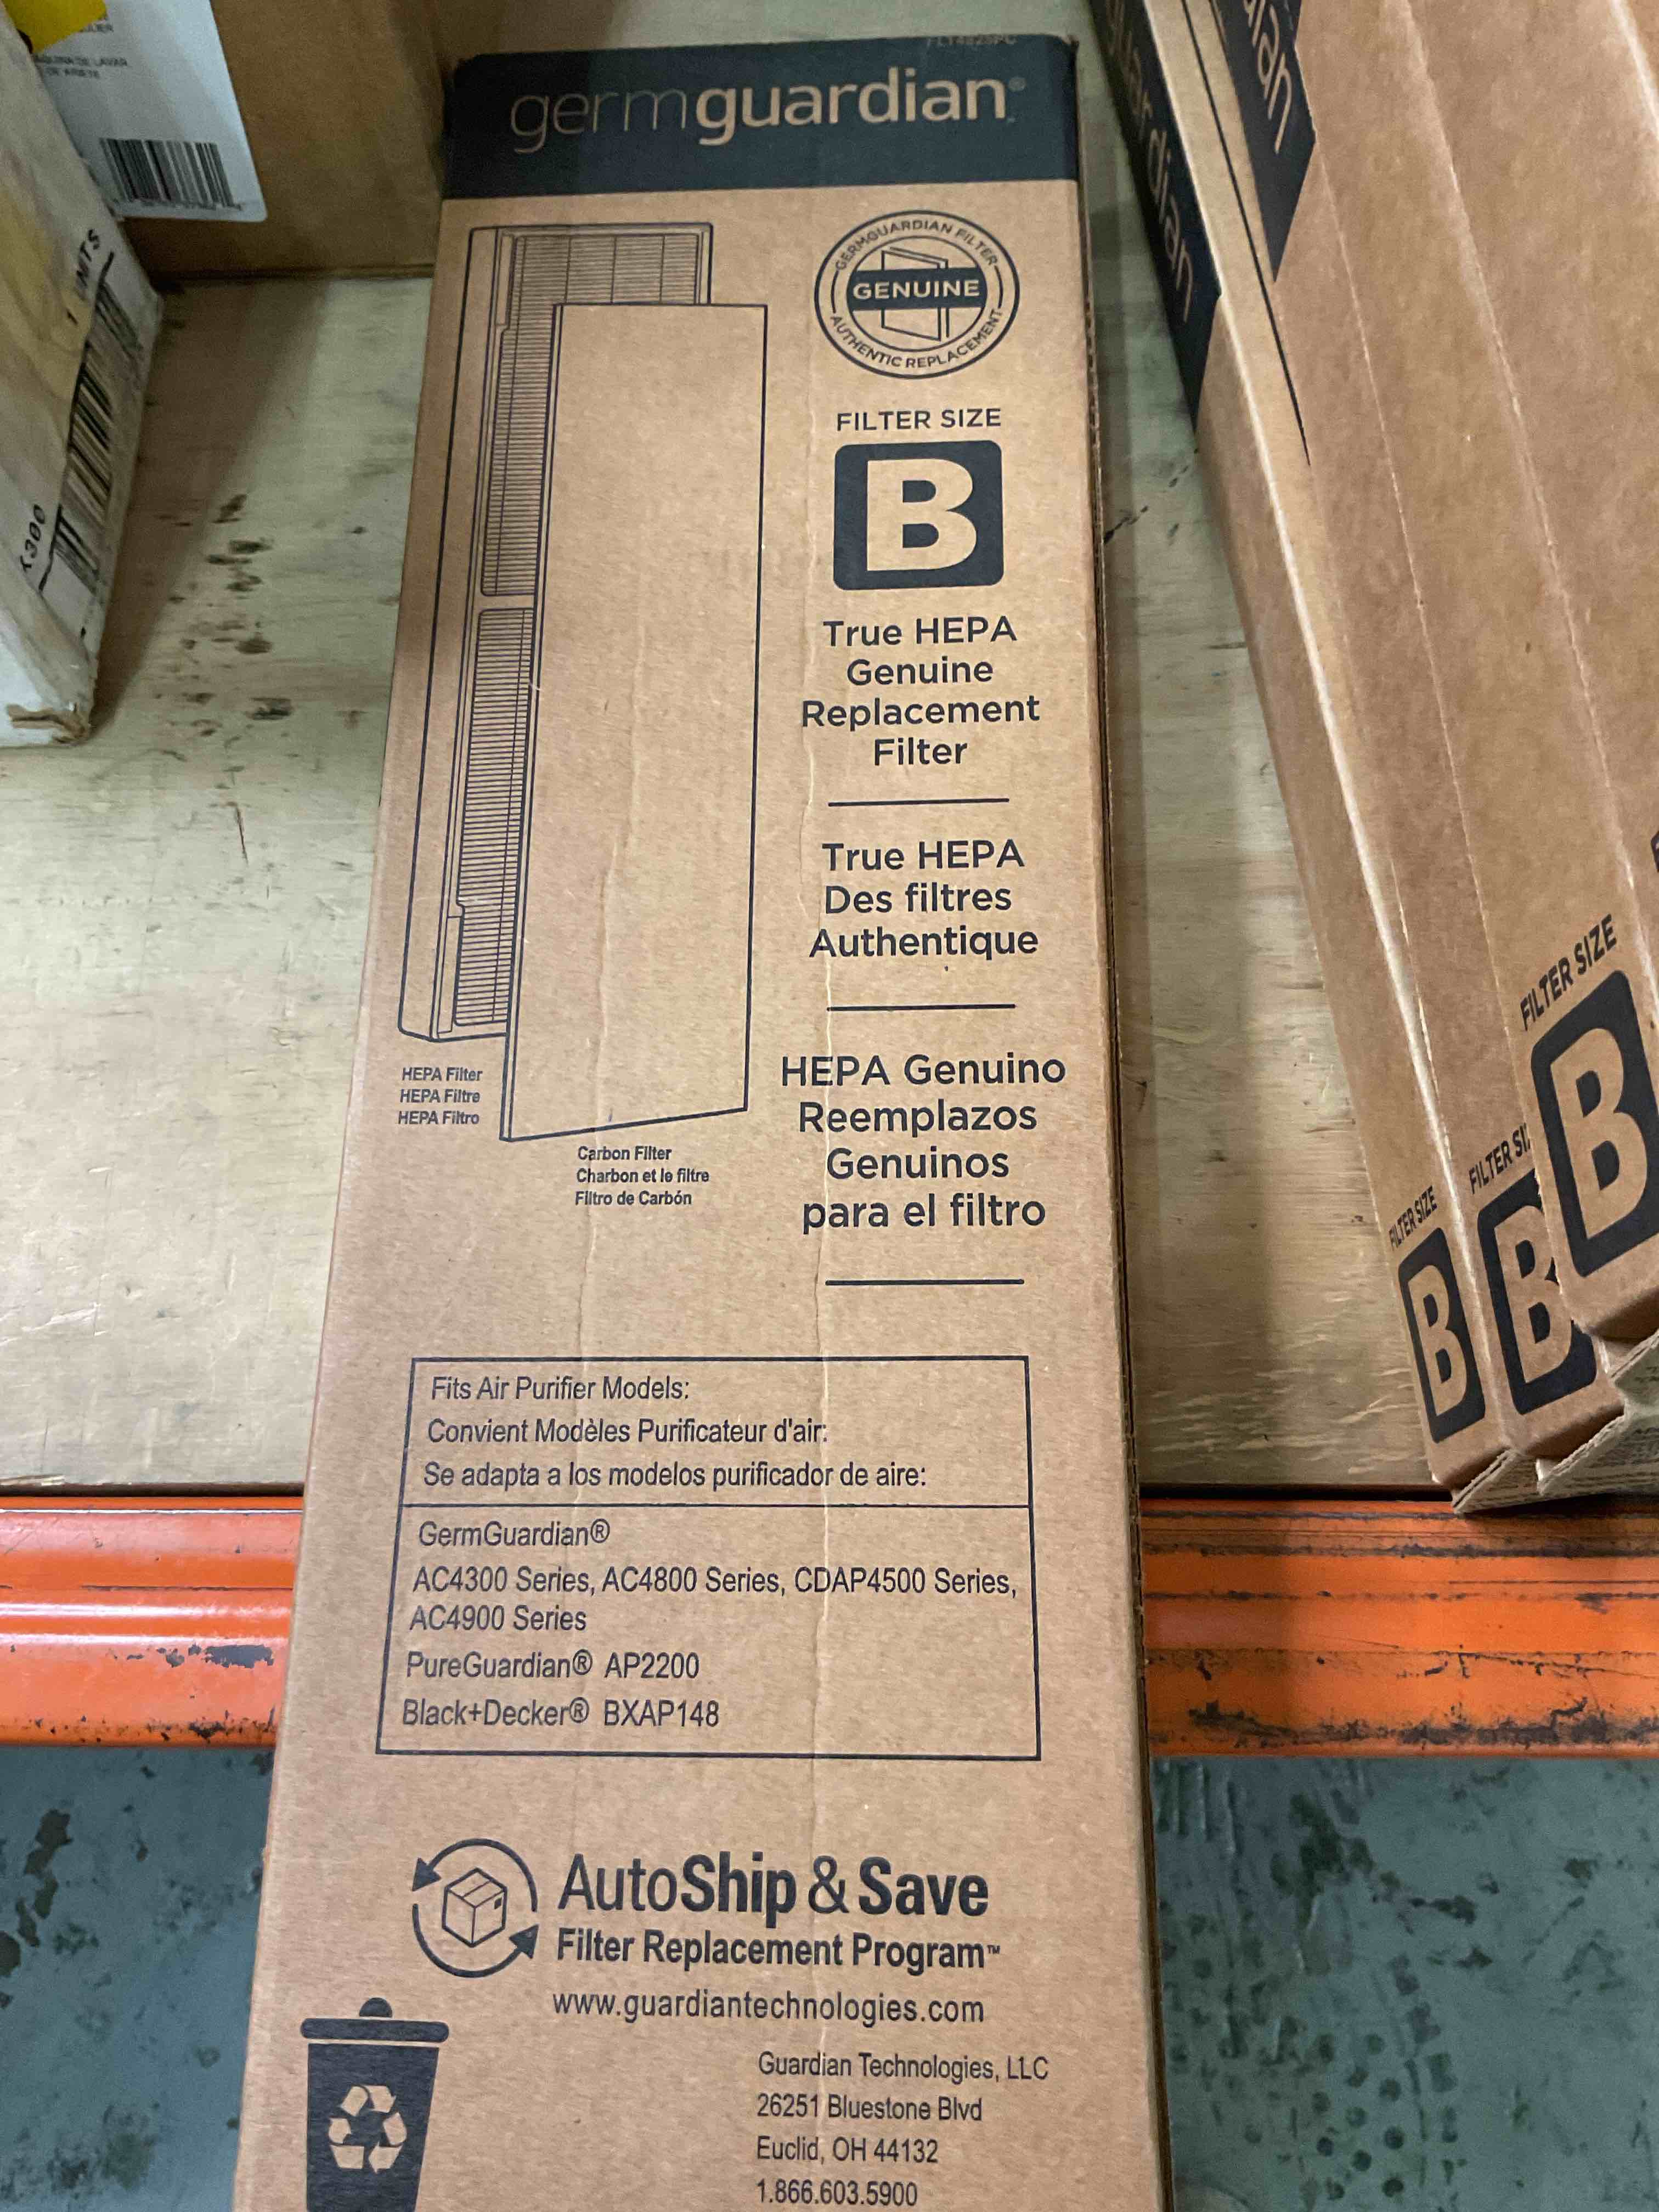 germguardian®
GERMGUARDIAN FILTER
GENUINE
AUTHENTIC REPLACEMENT
FILTER SIZE
B
True HEPA
Genuine
Replacement
Filter
True HEPA
Des filtres
Authentique
HEPA Genuino
Reemplazos
Genuinos
para el filtro
HEPA Filter
HEPA Filtre
HEPA Filtro
Carbon Filter
Charbon et le filtre
Filtro de Carbón
Fits Air Purifier Models:
Convient Modèles Purificateur d'air:
Se adapta a los modelos purificador de aire:
GermGuardian®
AC4300 Series, AC4800 Series, CDAP4500 Series,
AC4900 Series
PureGuardian® AP2200
Black+Decker® BXAP148
AutoShip & Save
Filter Replacement Program™
www.guardiantechnologies.com
Guardian Technologies, LLC
26251 Bluestone Blvd
Euclid, OH 44132
1.866.603.5900
FILTER SIZE
B
FILTER
B
FILTER SIZE
B